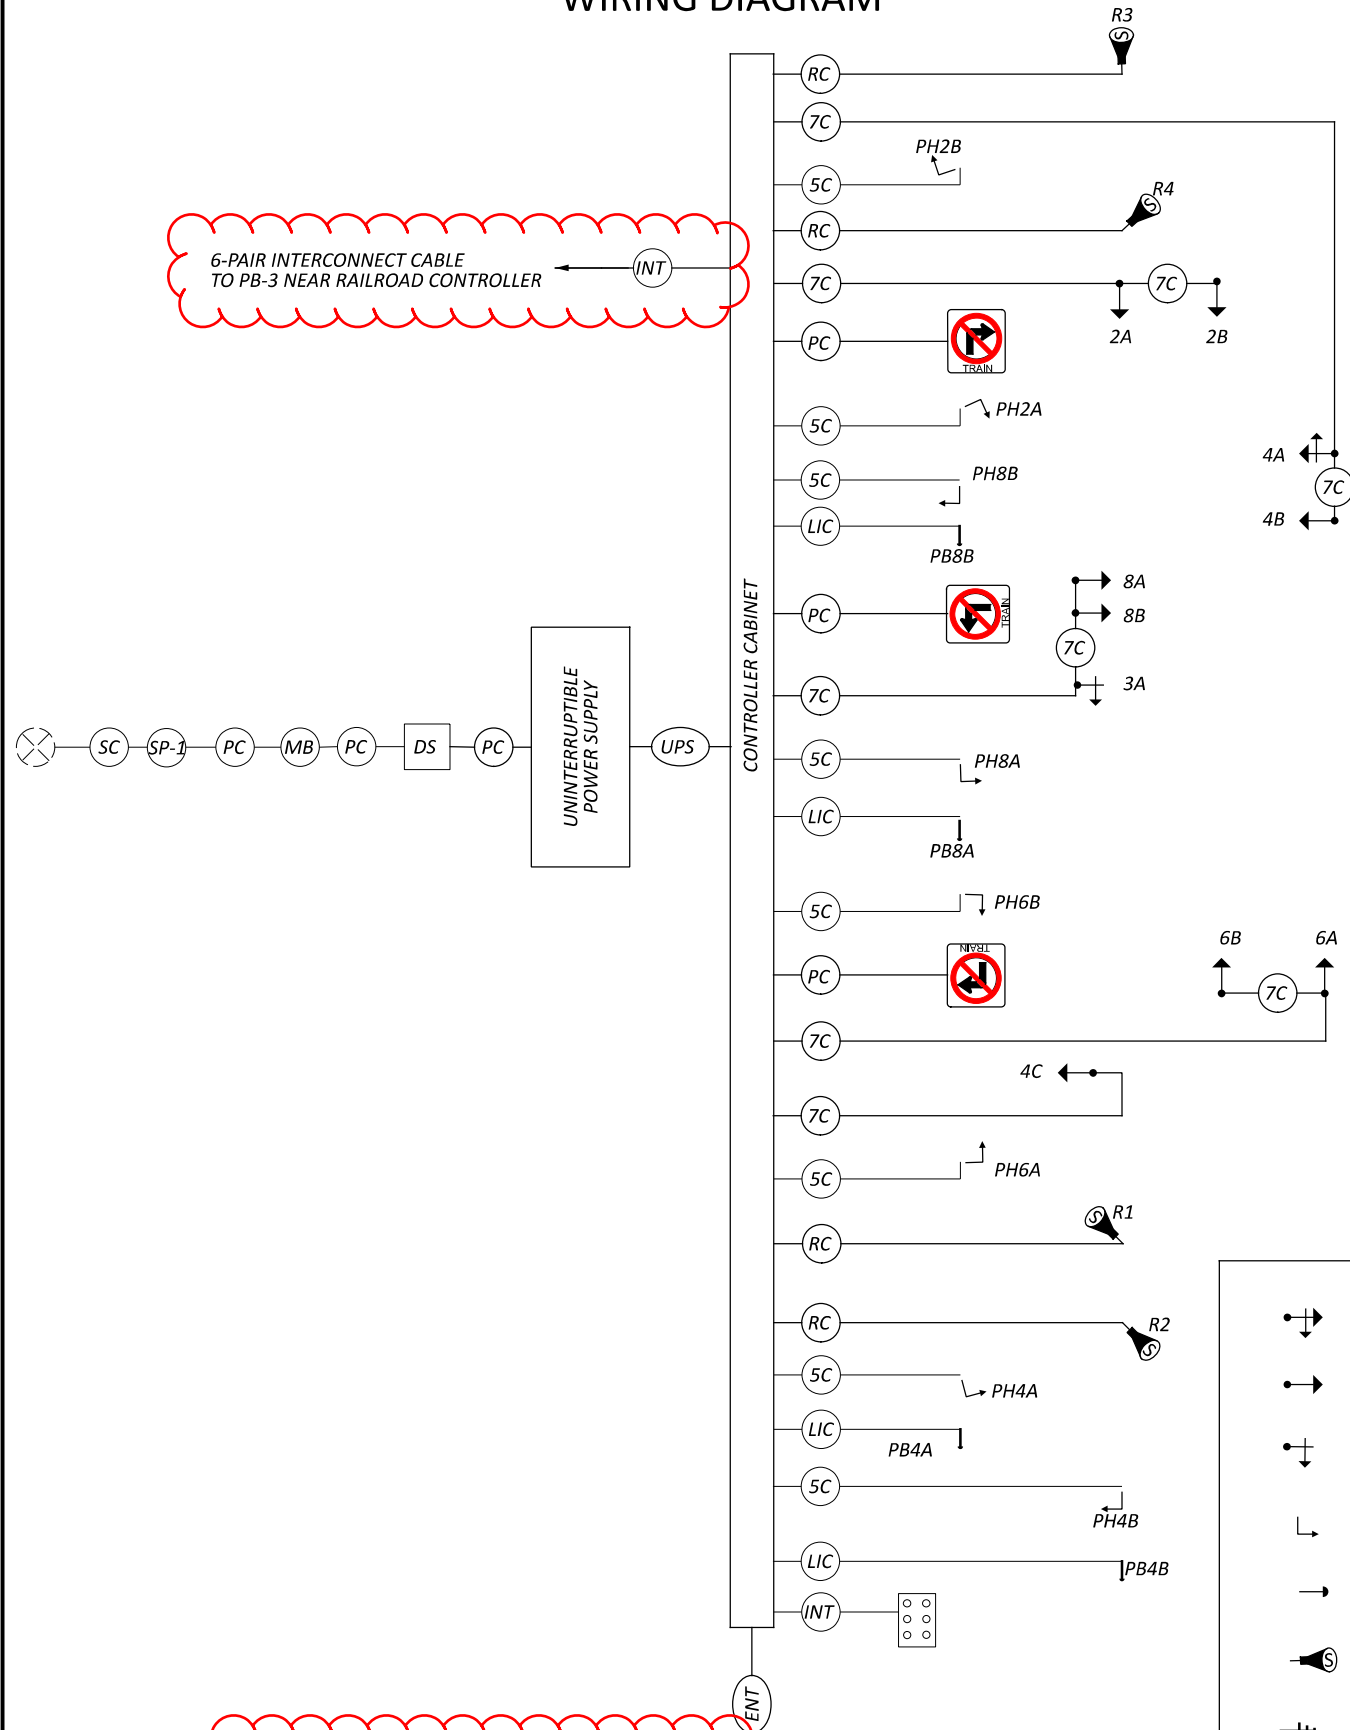 WIRING DIAGRAM
R3
RC
7C
PH2B
5C
R4
RC
6-PAIR INTERCONNECT CABLE
TO PB-3 NEAR RAILROAD CONTROLLER
INT
7C
7C
2A
2B
PC
TRAIN
5C
PH2A
4A
5C
PH8B
7C
4B
LIC
PB8B
8A
8B
PC
TRAIN
7C
3A
7C
CONTROLLER CABINET
UNINTERRUPTIBLE
POWER SUPPLY
SC
SP-1
PC
MB
PC
DS
PC
UPS
5C
PH8A
LIC
PB8A
5C
PH6B
6B
6A
TRAIN
PC
7C
7C
4C
7C
5C
PH6A
R1
RC
RC
R2
5C
PH4A
LIC
PB4A
5C
PH4B
LIC
PB4B
INT
S
S
S
S
S
ENT